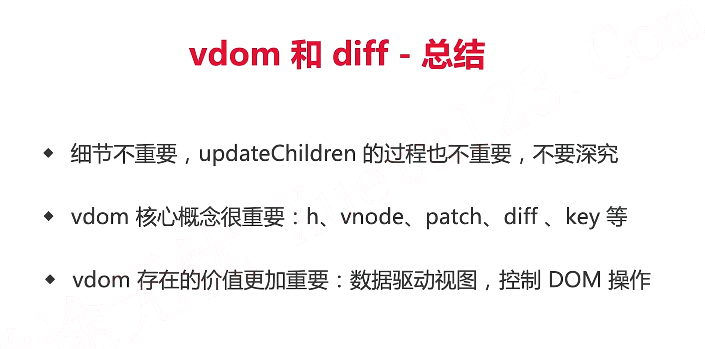 vdom 和 diff - 总结
细节不重要，updateChildren 的过程也不重要，不要深究
vdom 核心概念很重要：h、vnode、patch、diff 、key 等
vdom 存在的价值更加重要：数据驱动视图，控制 DOM 操作